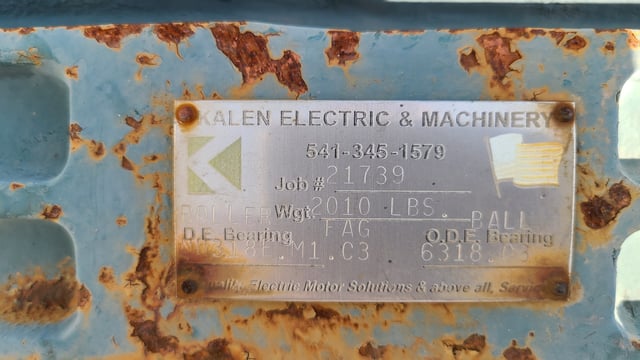 KALEN ELECTRIC & MACHINERY
541-345-1579
Job # 21739
Wgt. 2010 LBS.
ROLLER FAG BALL
D.E. Bearing O.D.E. Bearing
NU318E.M1.C3 6318.C3
Quality Electric Motor Solutions & above all, Service